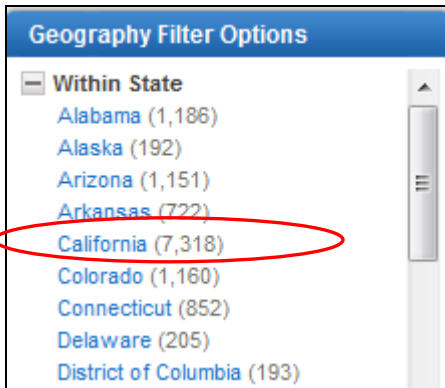 Geography Filter Options
Within State
Alabama (1,186)
Alaska (192)
Arizona (1,151)
Arkansas (722)
California (7,318)
Colorado (1,160)
Connecticut (852)
Delaware (205)
District of Columbia (193)